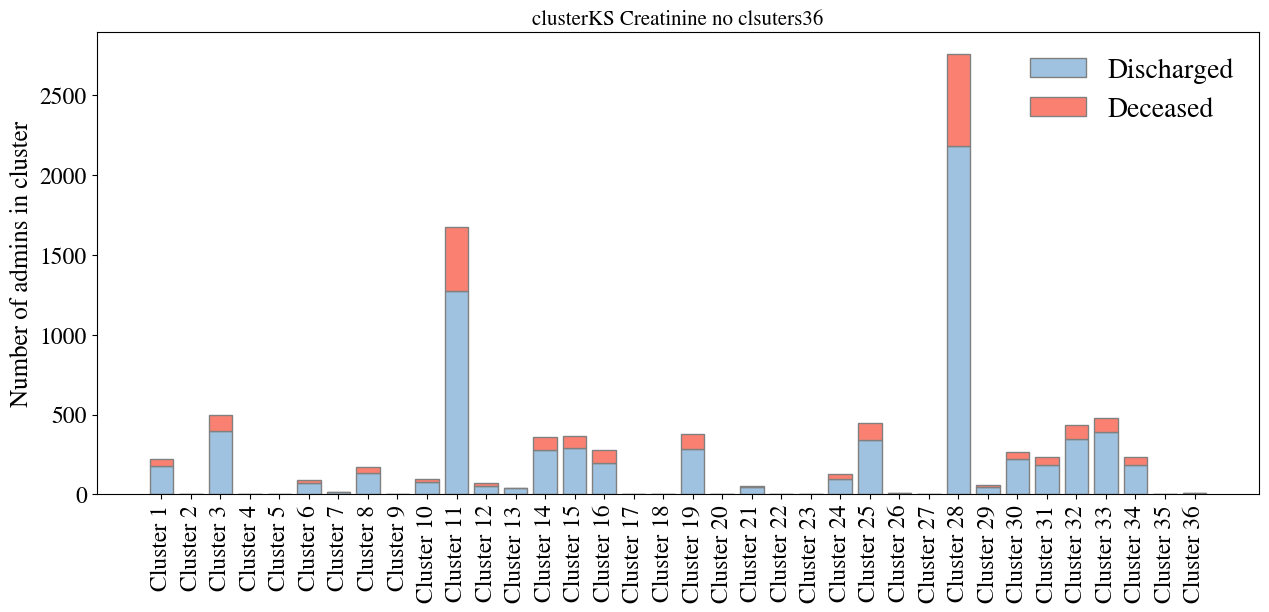 clusterKS Creatinine no clsuters36
Number of admins in cluster
2500
2000
1500
1000
500
0
Discharged
Deceased
Cluster 1
Cluster 2
Cluster 3
Cluster 4
Cluster 5
Cluster 6
Cluster 7
Cluster 8
Cluster 9
Cluster 10
Cluster 11
Cluster 12
Cluster 13
Cluster 14
Cluster 15
Cluster 16
Cluster 17
Cluster 18
Cluster 19
Cluster 20
Cluster 21
Cluster 22
Cluster 23
Cluster 24
Cluster 25
Cluster 26
Cluster 27
Cluster 28
Cluster 29
Cluster 30
Cluster 31
Cluster 32
Cluster 33
Cluster 34
Cluster 35
Cluster 36